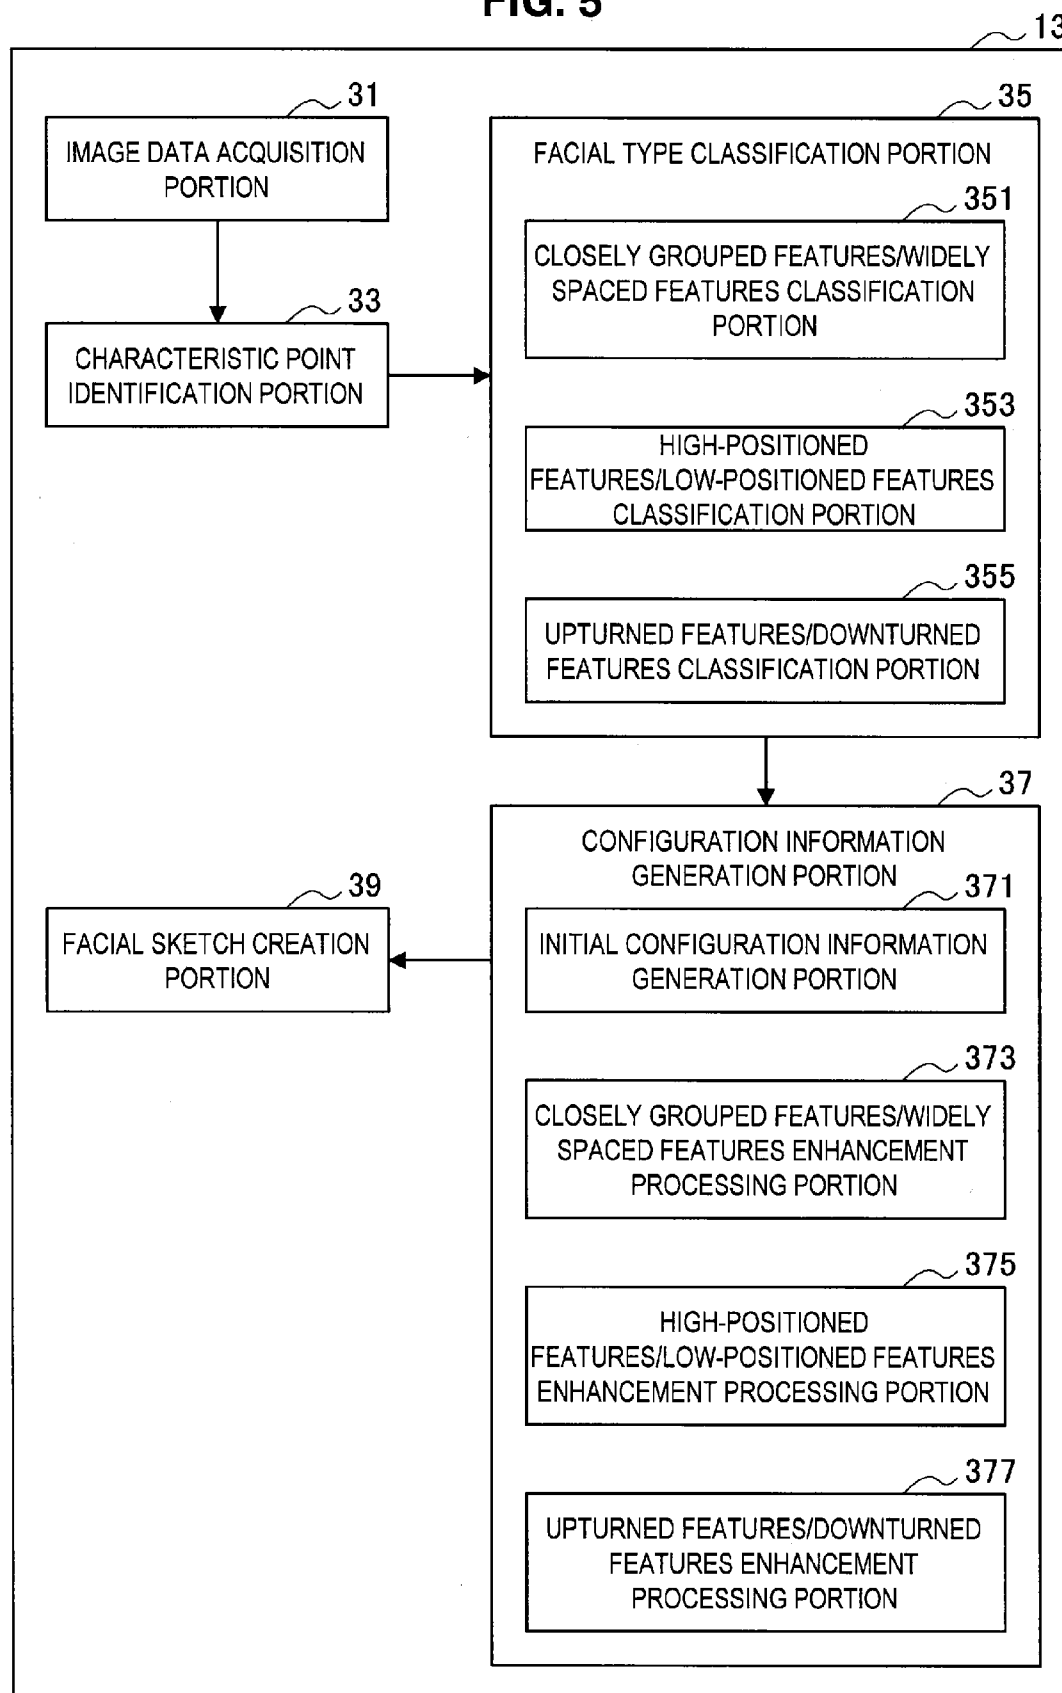 FIG. 5
13
31
IMAGE DATA ACQUISITION
PORTION
33
CHARACTERISTIC POINT
IDENTIFICATION PORTION
35
FACIAL TYPE CLASSIFICATION PORTION
351
CLOSELY GROUPED FEATURES/WIDELY
SPACED FEATURES CLASSIFICATION
PORTION
353
HIGH-POSITIONED
FEATURES/LOW-POSITIONED FEATURES
CLASSIFICATION PORTION
355
UPTURNED FEATURES/DOWNTURNED
FEATURES CLASSIFICATION PORTION
37
CONFIGURATION INFORMATION
GENERATION PORTION
371
INITIAL CONFIGURATION INFORMATION
GENERATION PORTION
373
CLOSELY GROUPED FEATURES/WIDELY
SPACED FEATURES ENHANCEMENT
PROCESSING PORTION
375
HIGH-POSITIONED
FEATURES/LOW-POSITIONED FEATURES
ENHANCEMENT PROCESSING PORTION
377
UPTURNED FEATURES/DOWNTURNED
FEATURES ENHANCEMENT
PROCESSING PORTION
39
FACIAL SKETCH CREATION
PORTION